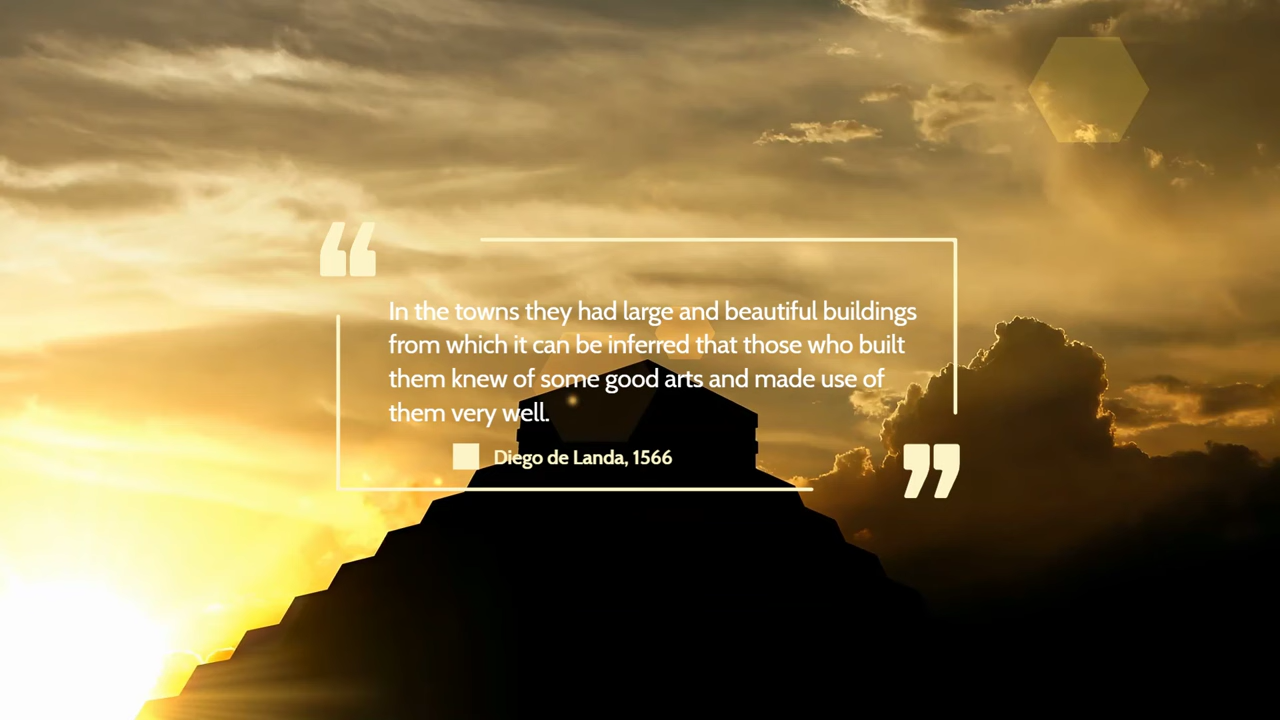 “
In the towns they had large and beautiful buildings
from which it can be inferred that those who built
them knew of some good arts and made use of
them very well.
Diego de Landa, 1566
”